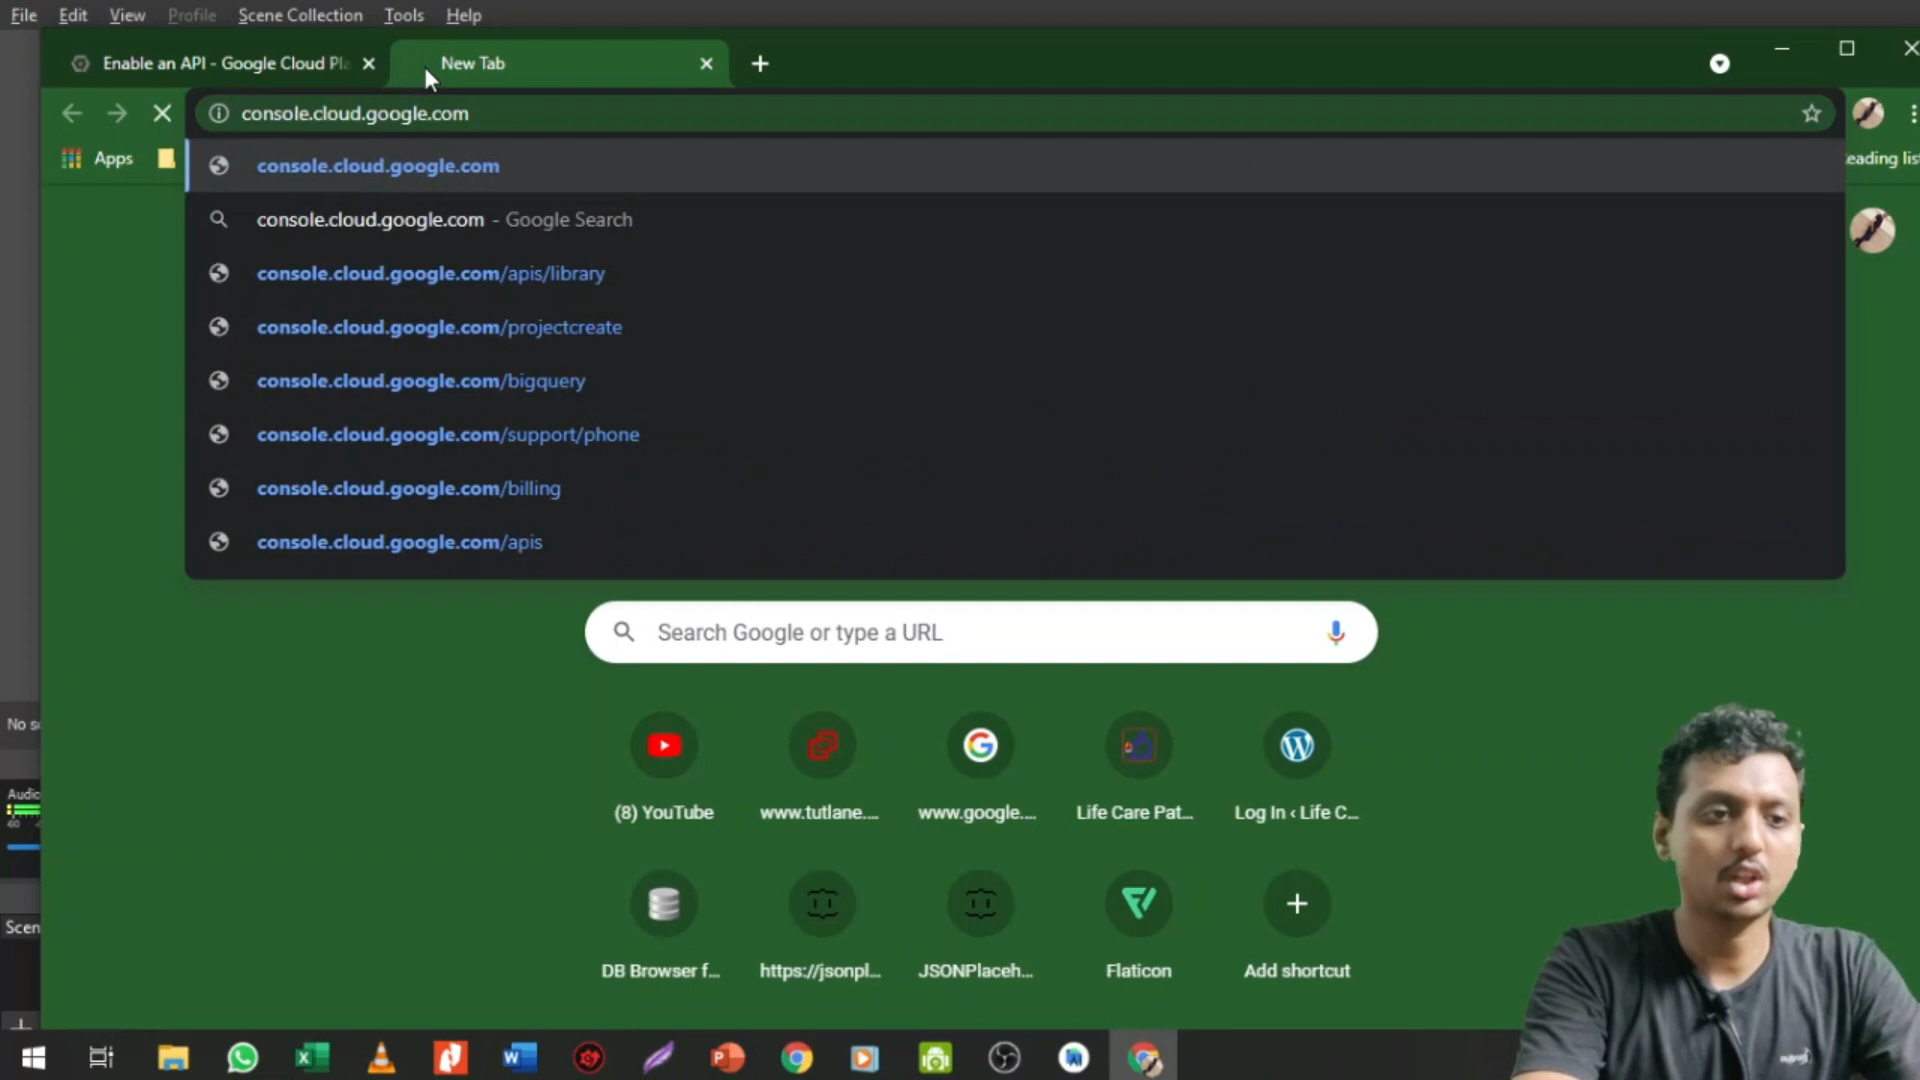 File Edit View Profile Scene Collection Tools Help
Enable an API - Google Cloud Pla
New Tab
console.cloud.google.com
Apps
eading list
console.cloud.google.com
console.cloud.google.com - Google Search
console.cloud.google.com/apis/library
console.cloud.google.com/projectcreate
console.cloud.google.com/bigquery
console.cloud.google.com/support/phone
console.cloud.google.com/billing
console.cloud.google.com/apis
Search Google or type a URL
No s
(8) YouTube
www.tutlane....
www.google....
Life Care Pat...
Log In ‹ Life C...
Audio
Scen
DB Browser f...
https://jsonpl...
JSONPlaceh...
Flaticon
Add shortcut